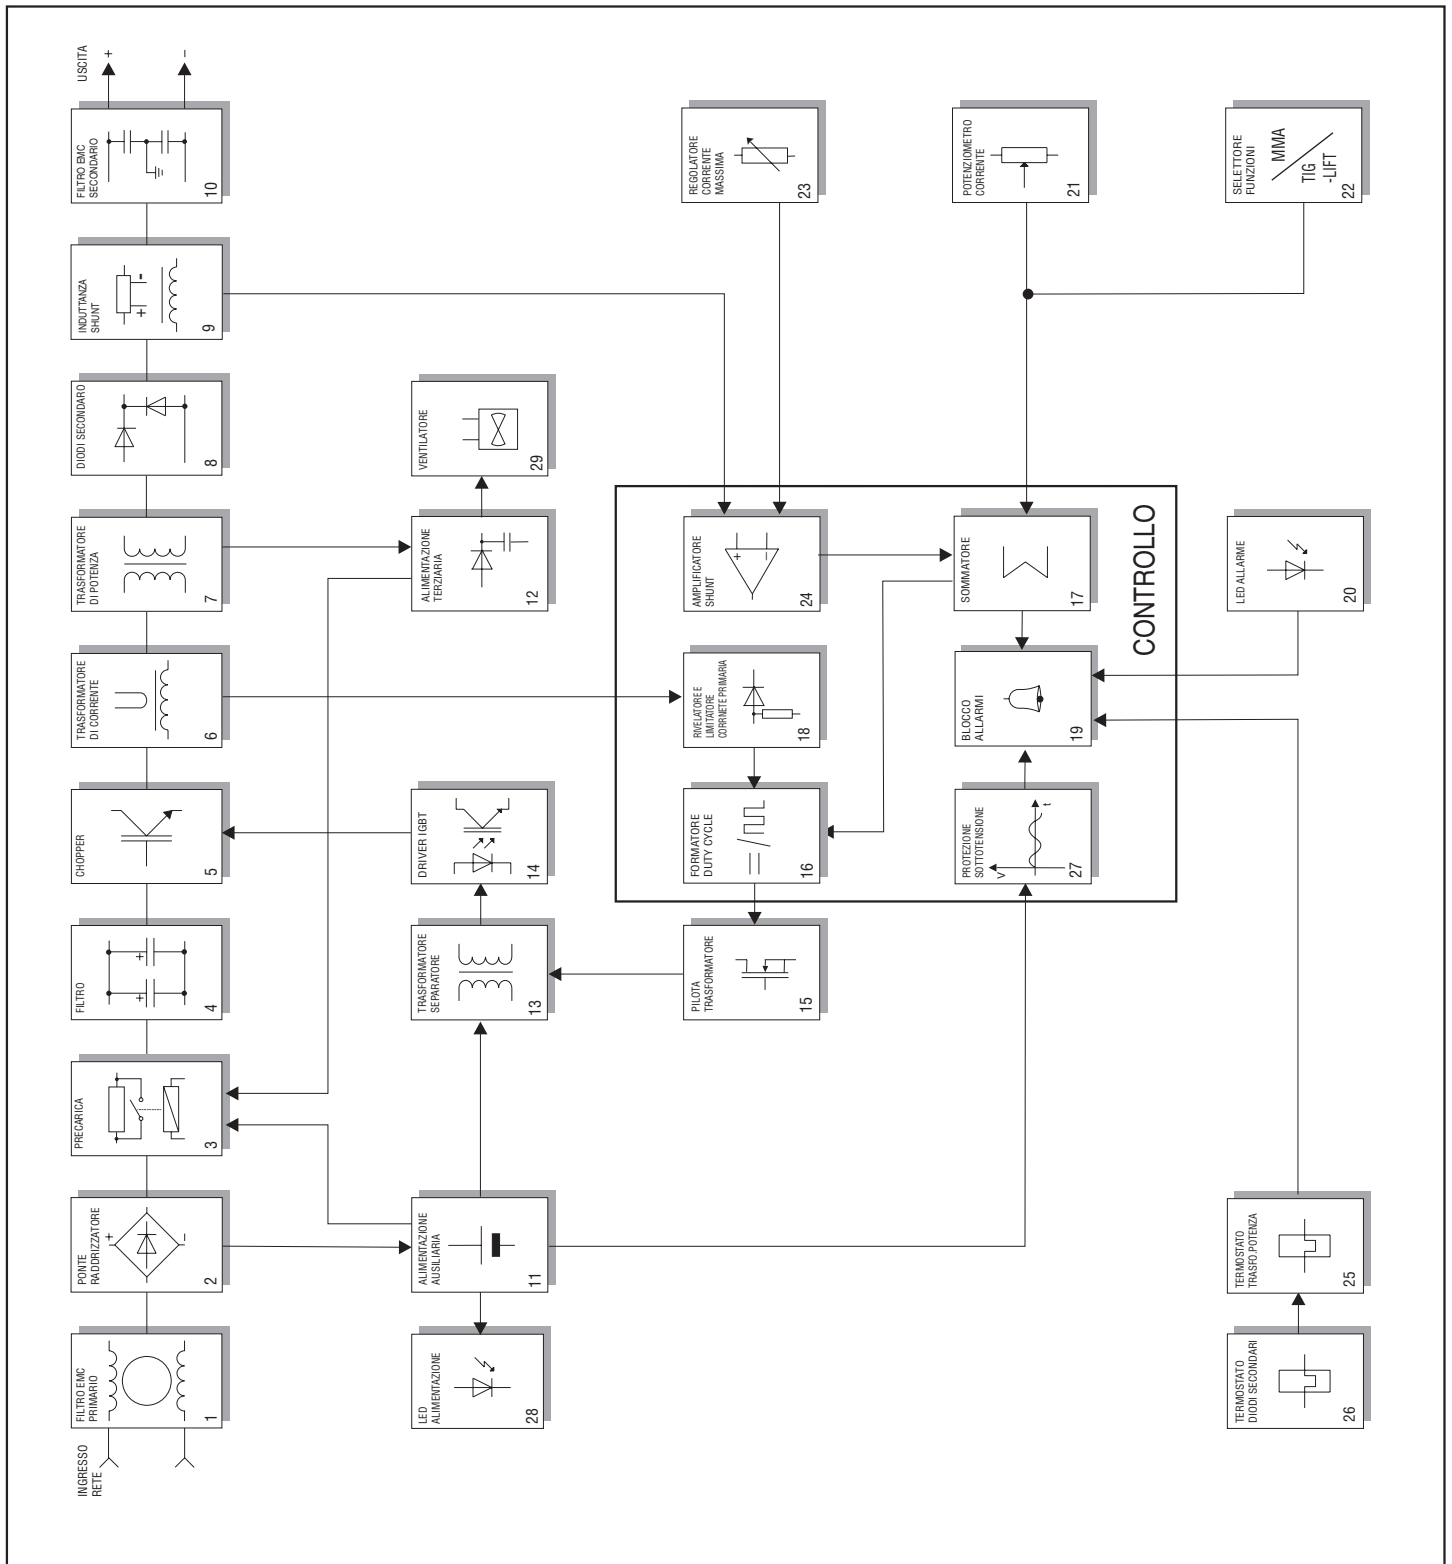 INGRESSO
RETE
FILTRO EMC
PRIMARIO
1
PONTE
RADDRIZZATORE
+
-
2
PRECARICA
3
FILTRO
+
+
4
CHOPPER
5
TRASFORMATORE
DI CORRENTE
6
TRASFORMATORE
DI POTENZA
7
DIODI SECONDARO
8
INDUTTANZA
SHUNT
+
-
9
FILTRO EMC
SECONDARIO
10
USCITA
+
-
LED
ALIMENTAZIONE
28
ALIMENTAZIONE
AUSILIARIA
11
TRASFORMATORE
SEPARATORE
13
DRIVER IGBT
14
ALIMENTAZIONE
TERZIARIA
12
VENTILATORE
29
PILOTA
TRASFORMATORE
15
FORMATORE
DUTY CYCLE
16
RIVELATORE E
LIMITATORE
CORRNETE PRIMARIA
18
AMPLIFICATORE
SHUNT
+
-
24
REGOLATORE
CORRENTE
MASSIMA
23
PROTEZIONE
SOTTOTENSIONE
V
t
27
BLOCCO
ALLARMI
19
SOMMATORE
17
POTENZIOMETRO
CORRENTE
21
CONTROLLO
TERMOSTATO
DIODI SECONDARI
26
TERMOSTATO
TRASFO.POTENZA
25
LED ALLARME
20
SELETTORE
FUNZIONI
MMA
TIG
-LIFT
22